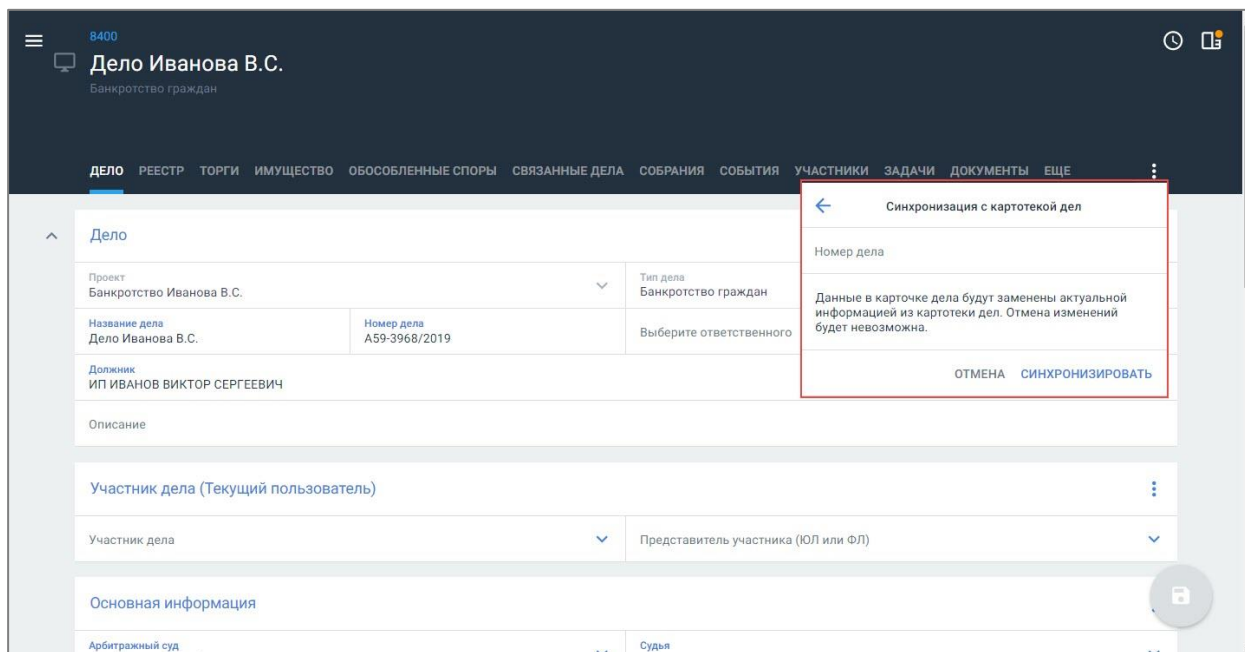 8400
Дело Иванова В.С.
Банкротство граждан
ДЕЛО РЕЕСТР ТОРГИ ИМУЩЕСТВО ОБОСОБЛЕННЫЕ СПОРЫ СВЯЗАННЫЕ ДЕЛА СОБРАНИЯ СОБЫТИЯ УЧАСТНИКИ ЗАДАЧИ ДОКУМЕНТЫ ЕЩЕ
Синхронизация с картотекой дел
Номер дела
Данные в карточке дела будут заменены актуальной
информацией из картотеки дел. Отмена изменений
будет невозможна.
ОТМЕНА СИНХРОНИЗИРОВАТЬ
Дело
Проект
Банкротство Иванова В.С.
Тип дела
Банкротство граждан
Название дела
Дело Иванова В.С.
Номер дела
А59-3968/2019
Выберите ответственного
Должник
ИП ИВАНОВ ВИКТОР СЕРГЕЕВИЧ
Описание
Участник дела (Текущий пользователь)
Участник дела
Представитель участника (ЮЛ или ФЛ)
Основная информация
Арбитражный суд
Судья